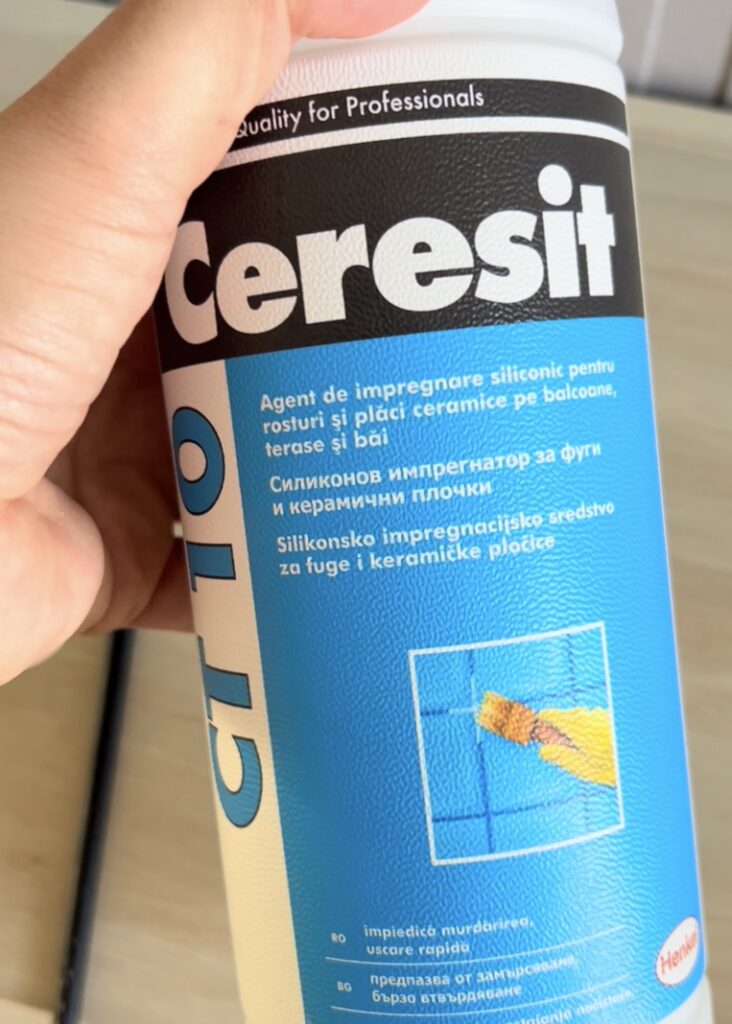 Quality for Professionals
Ceresit
CT 10
Agent de impregnare siliconic pentru
rosturi şi plăci ceramice pe balcoane,
terase şi băi
Силиконов импрегнатор за фуги
и керамични плочки
Silikonsko impregnacijsko sredstvo
za fuge i keramičke pločice
RO împiedică murdărirea,
uscare rapida
BG предпазва от замърсяване,
бързо втвърдяване
Henkel